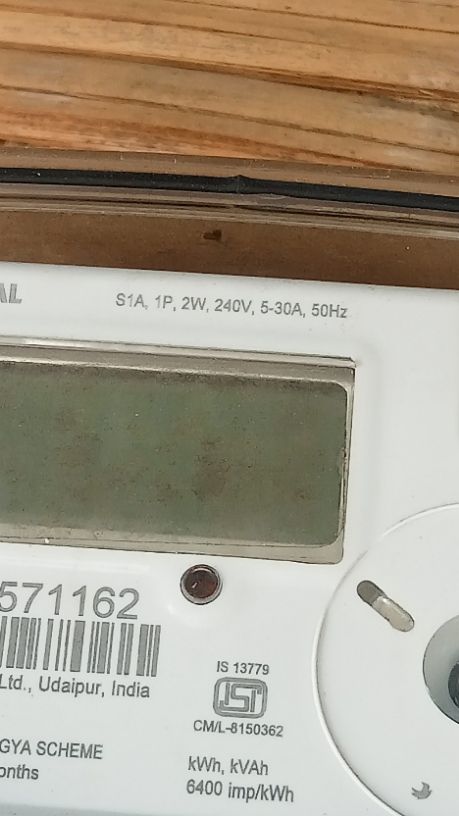 AL
S1A, 1P, 2W, 240V, 5-30A, 50Hz
571162
Ltd., Udaipur, India
IS 13779
ISI
CM/L-8150362
GYA SCHEME
onths
kWh, kVAh
6400 imp/kWh